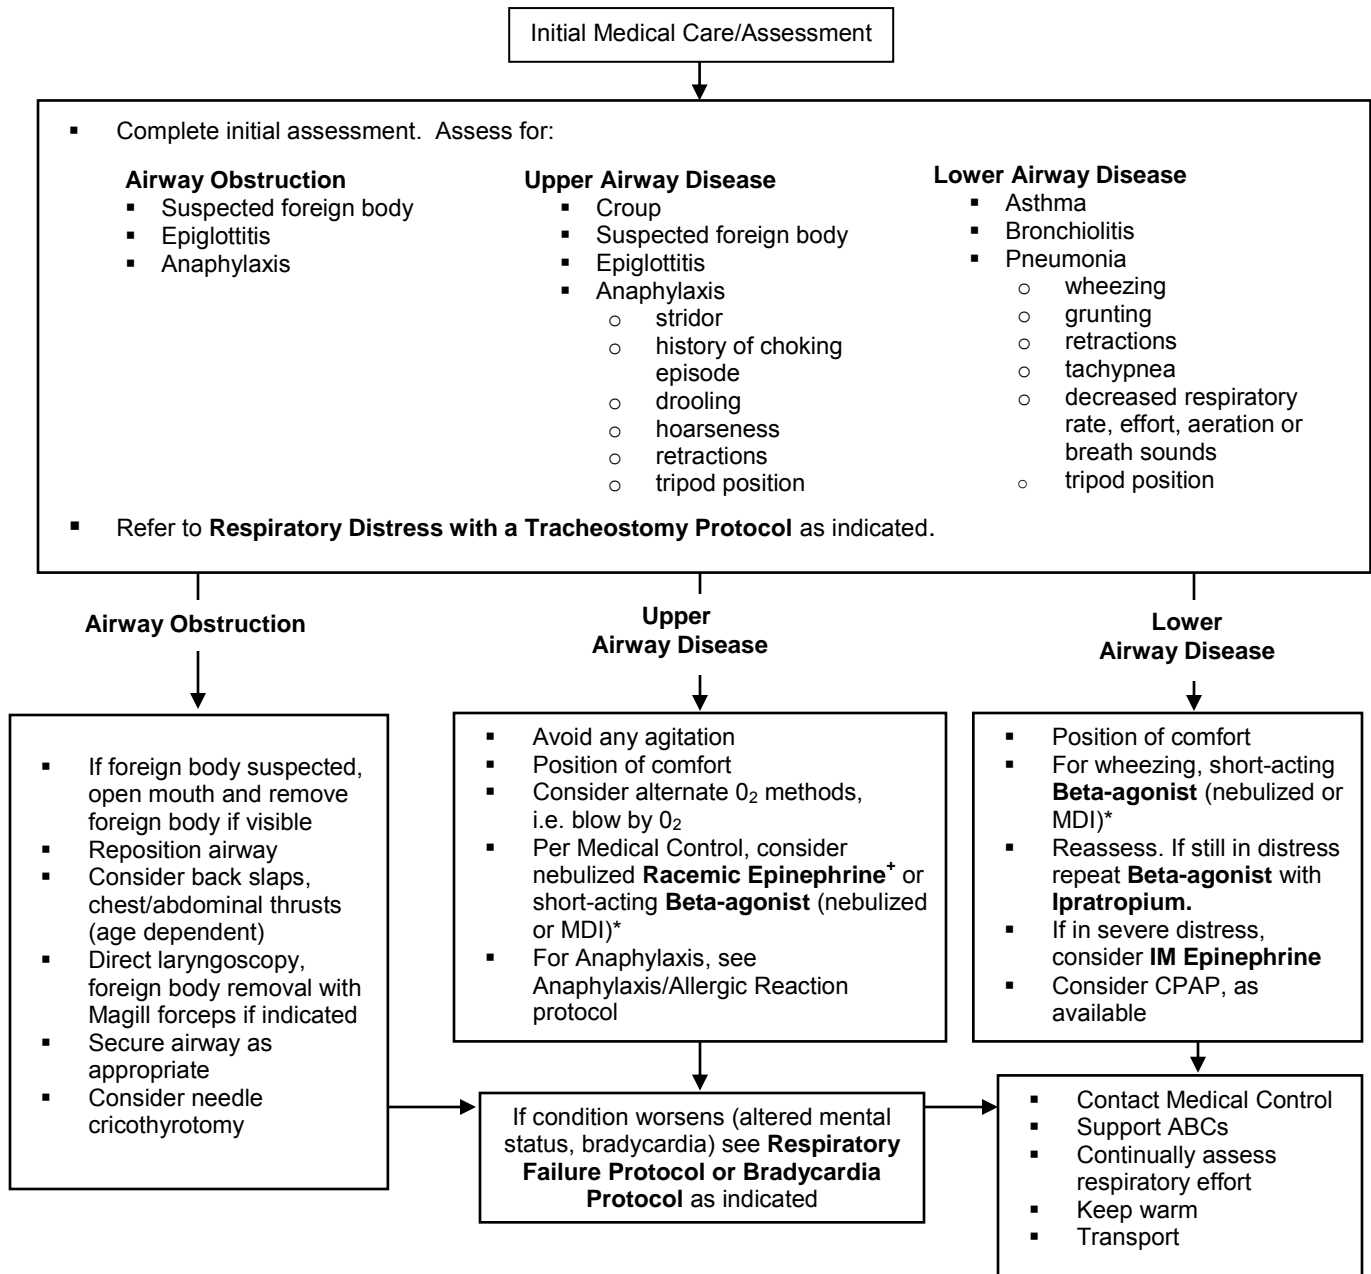 Initial Medical Care/Assessment
▪ Complete initial assessment.  Assess for:
Airway Obstruction
▪ Suspected foreign body
▪ Epiglottitis
▪ Anaphylaxis
Upper Airway Disease
▪ Croup
▪ Suspected foreign body
▪ Epiglottitis
▪ Anaphylaxis
o stridor
o history of choking
episode
o drooling
o hoarseness
o retractions
o tripod position
Lower Airway Disease
▪ Asthma
▪ Bronchiolitis
▪ Pneumonia
o wheezing
o grunting
o retractions
o tachypnea
o decreased respiratory
rate, effort, aeration or
breath sounds
o tripod position
▪ Refer to Respiratory Distress with a Tracheostomy Protocol as indicated.
Airway Obstruction
Upper
Airway Disease
Lower
Airway Disease
▪ If foreign body suspected,
open mouth and remove
foreign body if visible
▪ Reposition airway
▪ Consider back slaps,
chest/abdominal thrusts
(age dependent)
▪ Direct laryngoscopy,
foreign body removal with
Magill forceps if indicated
▪ Secure airway as
appropriate
▪ Consider needle
cricothyrotomy
▪ Avoid any agitation
▪ Position of comfort
▪ Consider alternate 0₂ methods,
i.e. blow by 0₂
▪ Per Medical Control, consider
nebulized Racemic Epinephrine⁺ or
short-acting Beta-agonist (nebulized
or MDI)*
▪ For Anaphylaxis, see
Anaphylaxis/Allergic Reaction
protocol
▪ Position of comfort
▪ For wheezing, short-acting
Beta-agonist (nebulized or
MDI)*
▪ Reassess. If still in distress
repeat Beta-agonist with
Ipratropium.
▪ If in severe distress,
consider IM Epinephrine
▪ Consider CPAP, as
available
If condition worsens (altered mental
status, bradycardia) see Respiratory
Failure Protocol or Bradycardia
Protocol as indicated
▪ Contact Medical Control
▪ Support ABCs
▪ Continually assess
respiratory effort
▪ Keep warm
▪ Transport